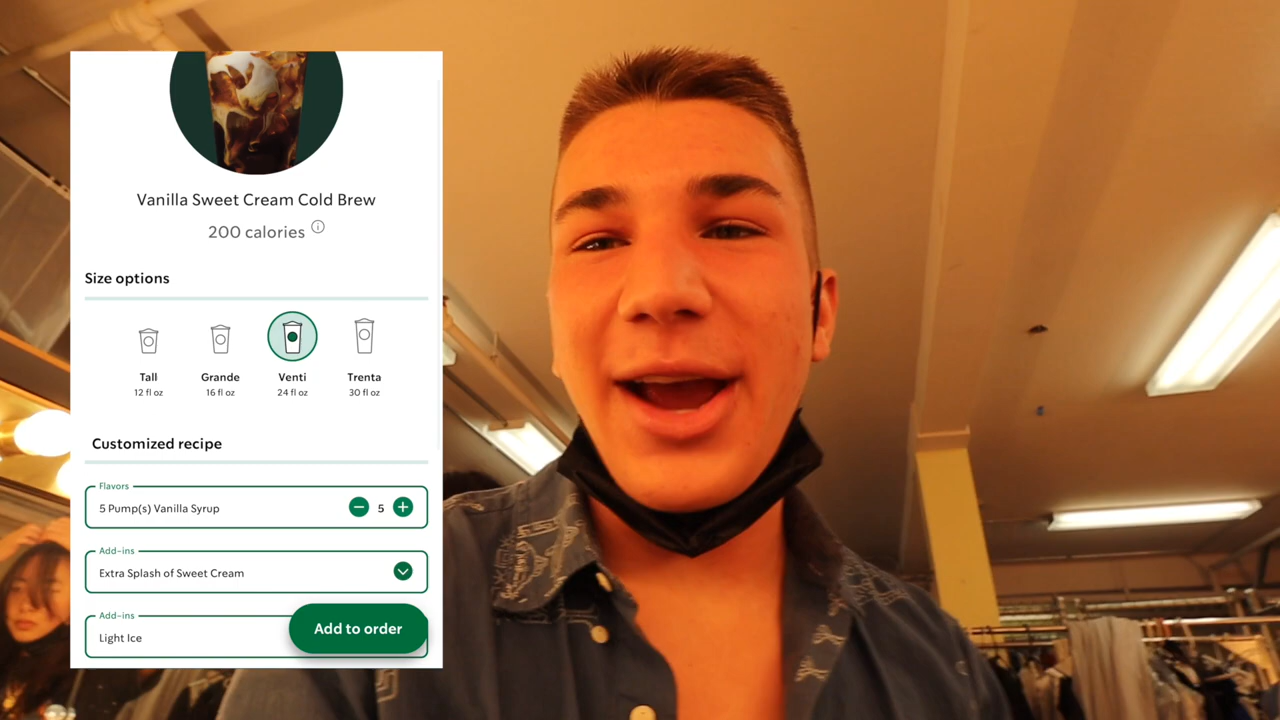 Vanilla Sweet Cream Cold Brew
200 calories
Size options
Tall
Grande
Venti
Trenta
12 fl oz
16 fl oz
24 fl oz
30 fl oz
Customized recipe
Flavors
5 Pump(s) Vanilla Syrup
5
Add-ins
Extra Splash of Sweet Cream
Add-ins
Light Ice
Add to order